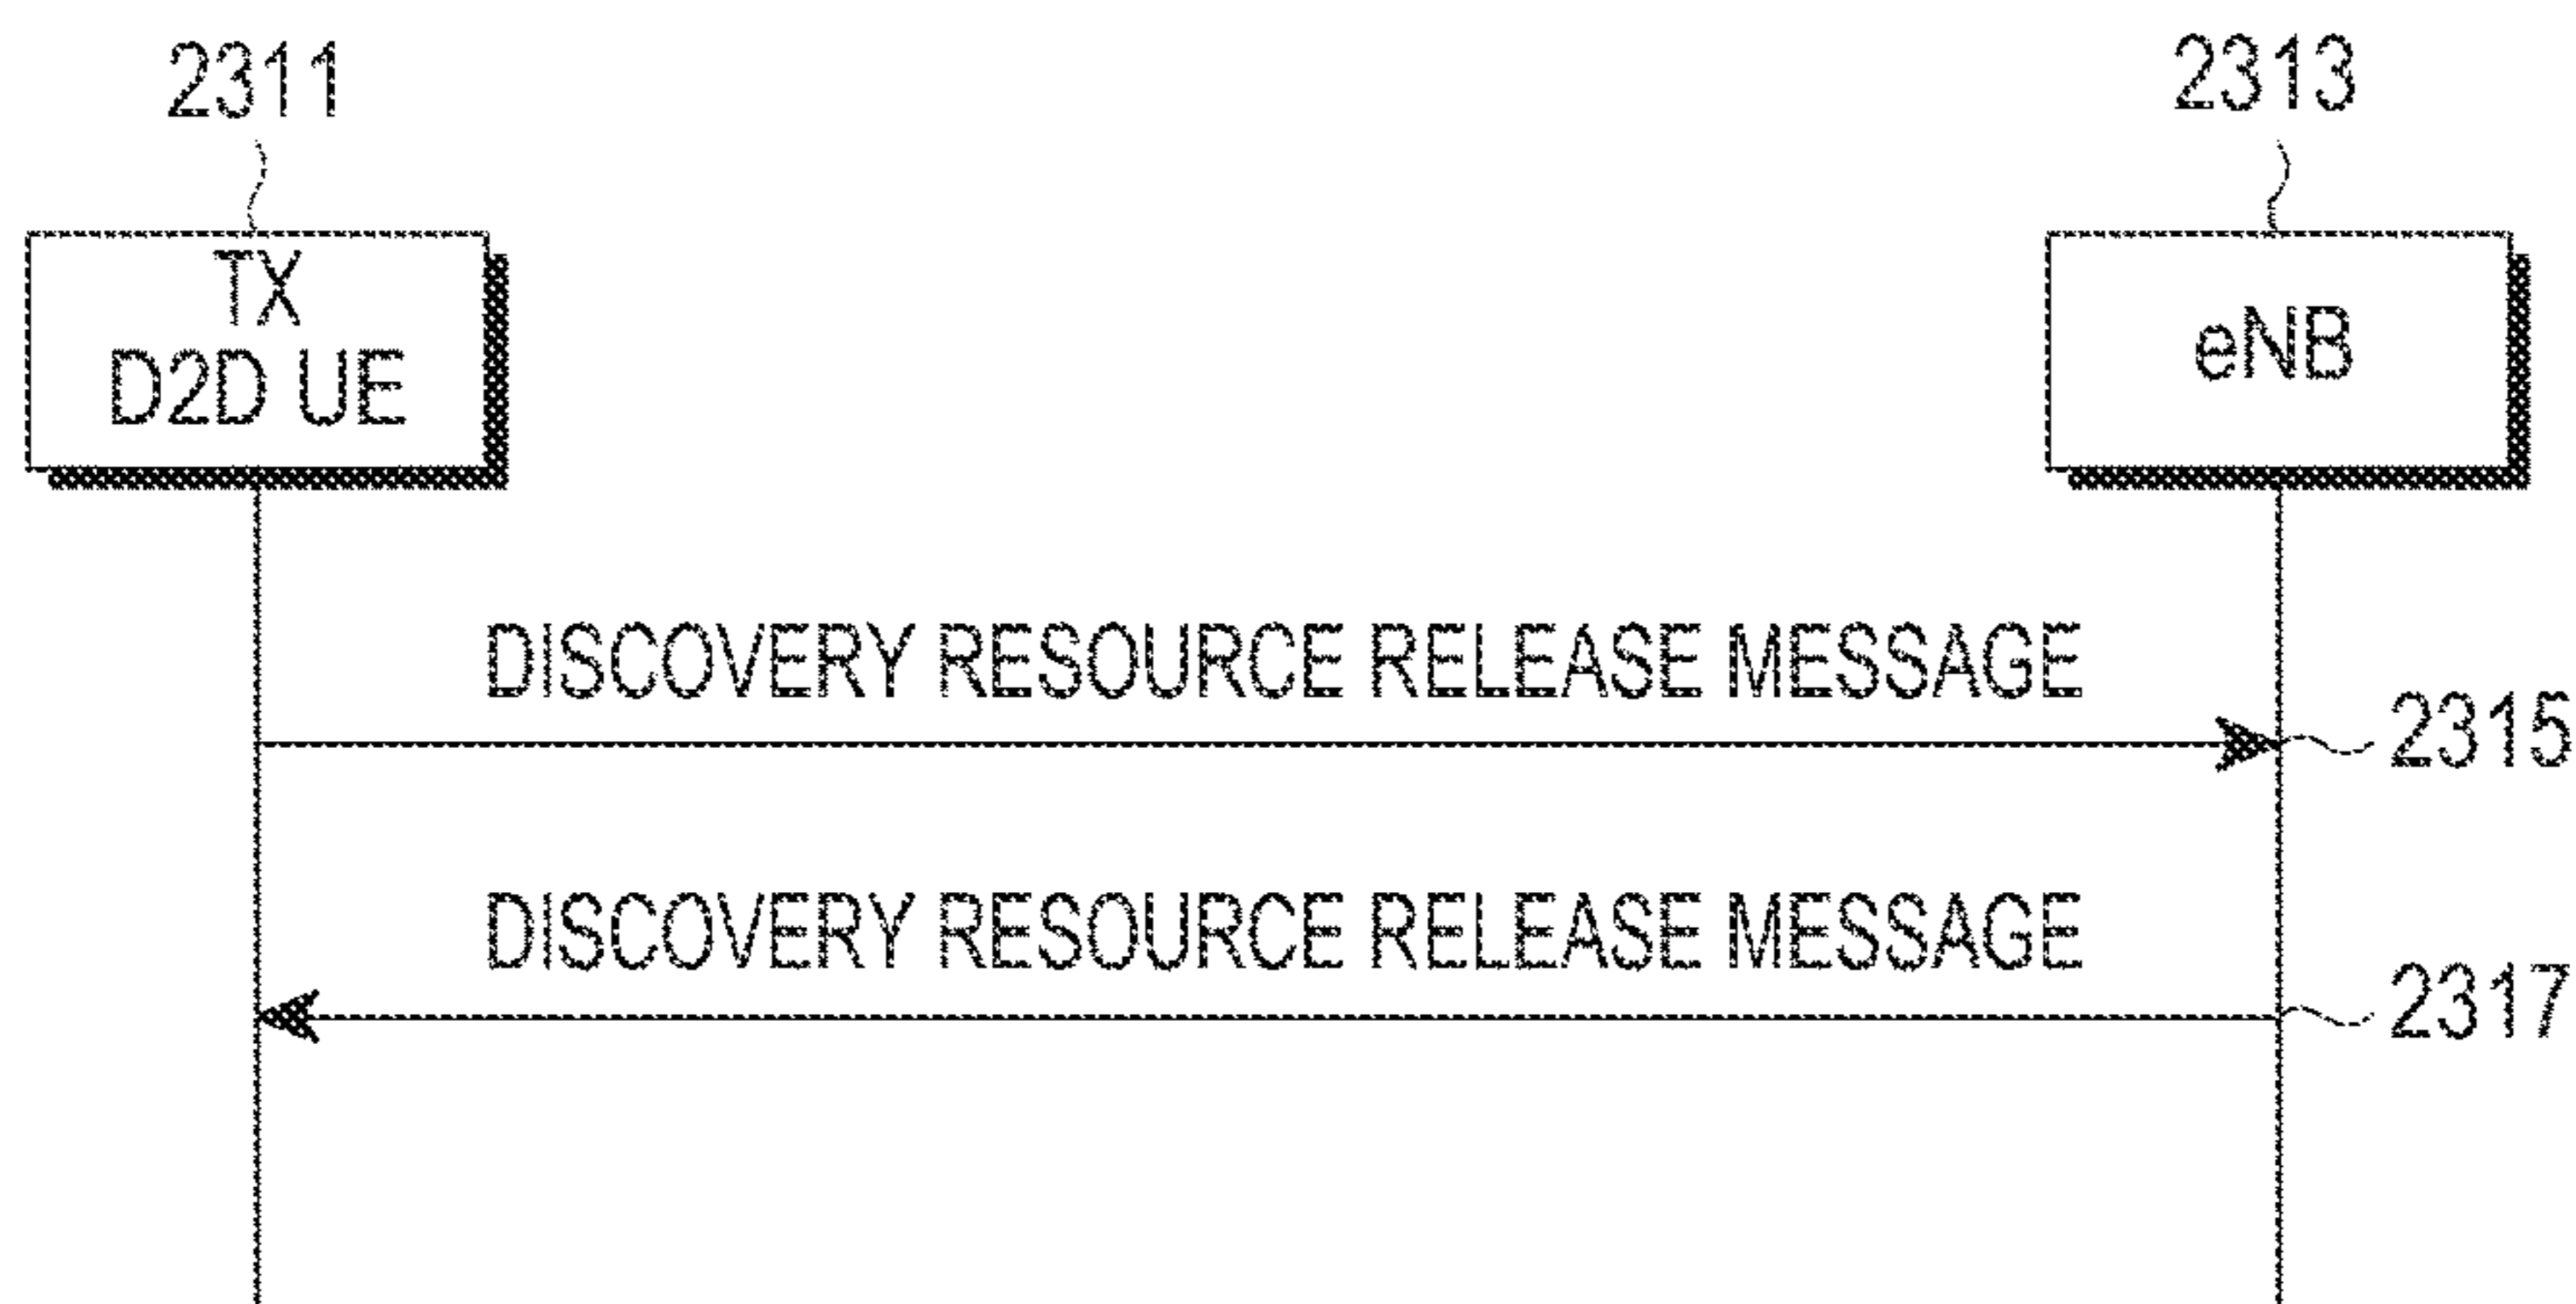 2311
2313
TX
D2D UE
eNB
DISCOVERY RESOURCE RELEASE MESSAGE
2315
DISCOVERY RESOURCE RELEASE MESSAGE
2317